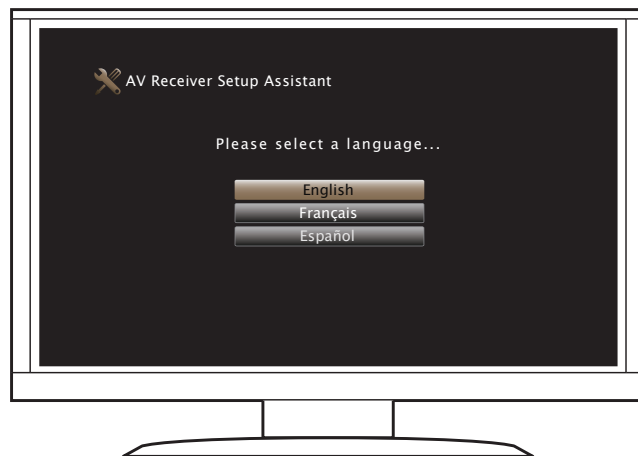 AV Receiver Setup Assistant
Please select a language...
English
Français
Español